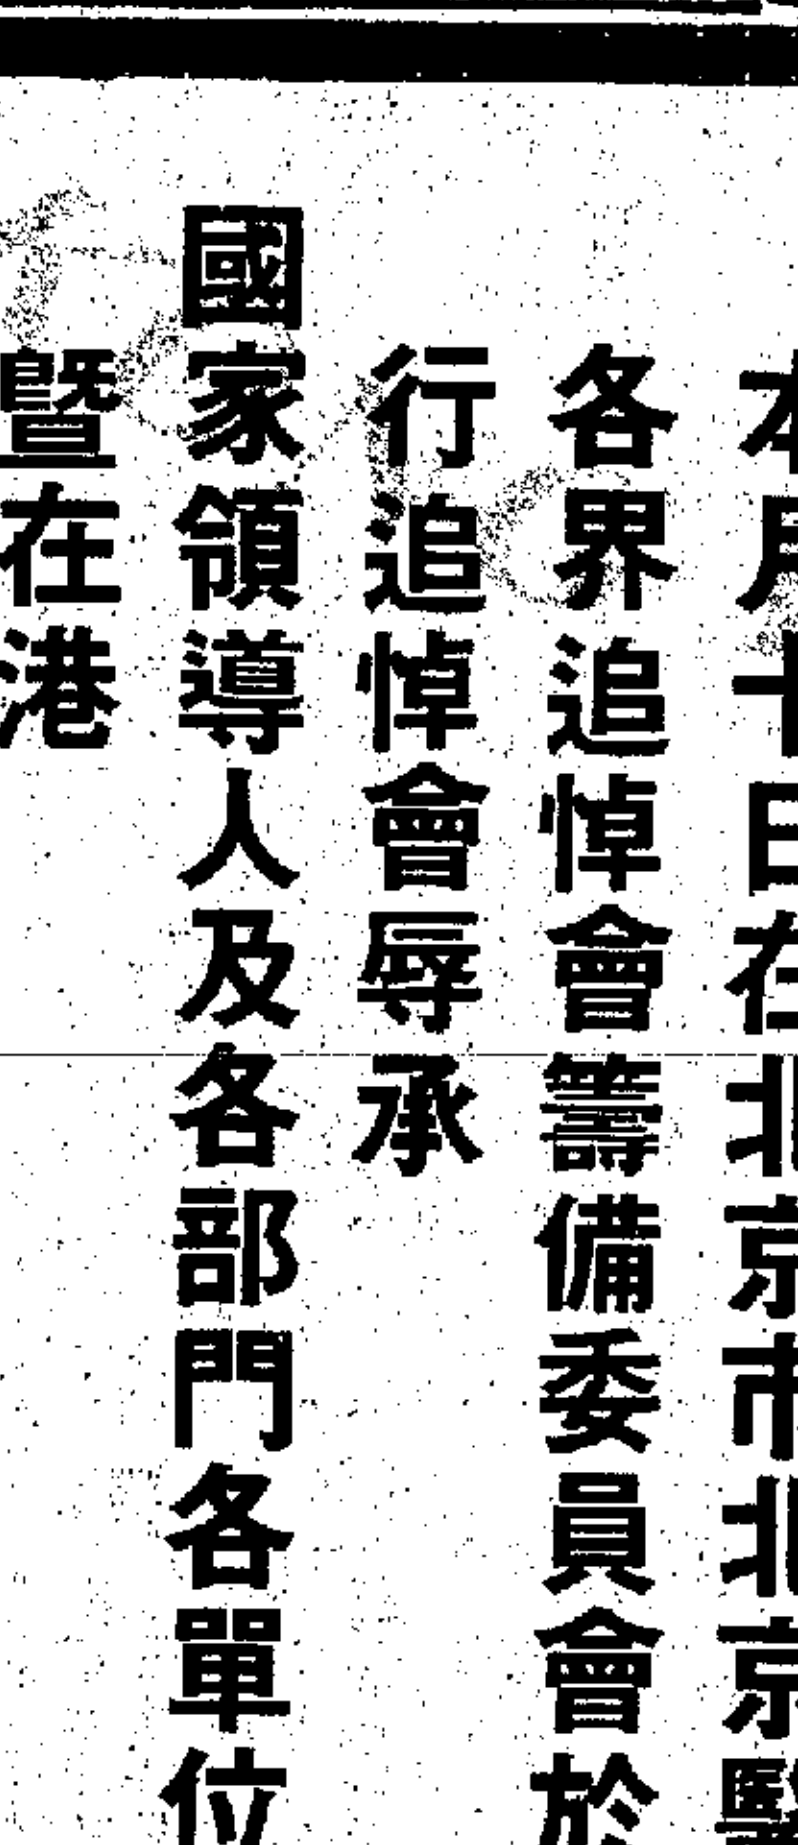 本月十日在北京市北京醫
各界追悼會籌備委員會於
行追悼會辱承
國家領導人及各部門各單位
暨在港